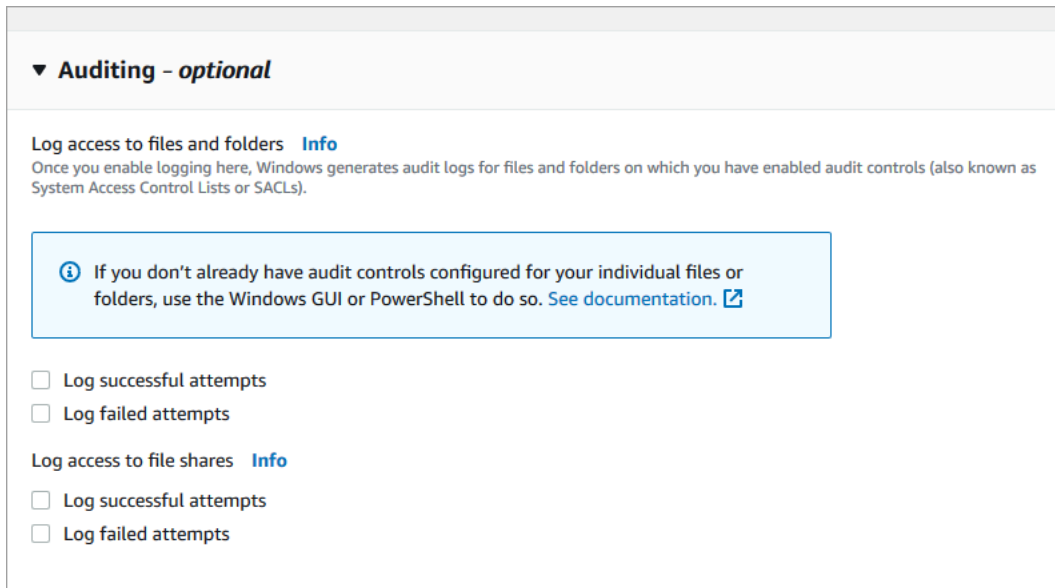 Auditing - optional
Log access to files and folders Info
Once you enable logging here, Windows generates audit logs for files and folders on which you have enabled audit controls (also known as
System Access Control Lists or SACLs).
If you don't already have audit controls configured for your individual files or
folders, use the Windows GUI or PowerShell to do so. See documentation.
Log successful attempts
Log failed attempts
Log access to file shares Info
Log successful attempts
Log failed attempts